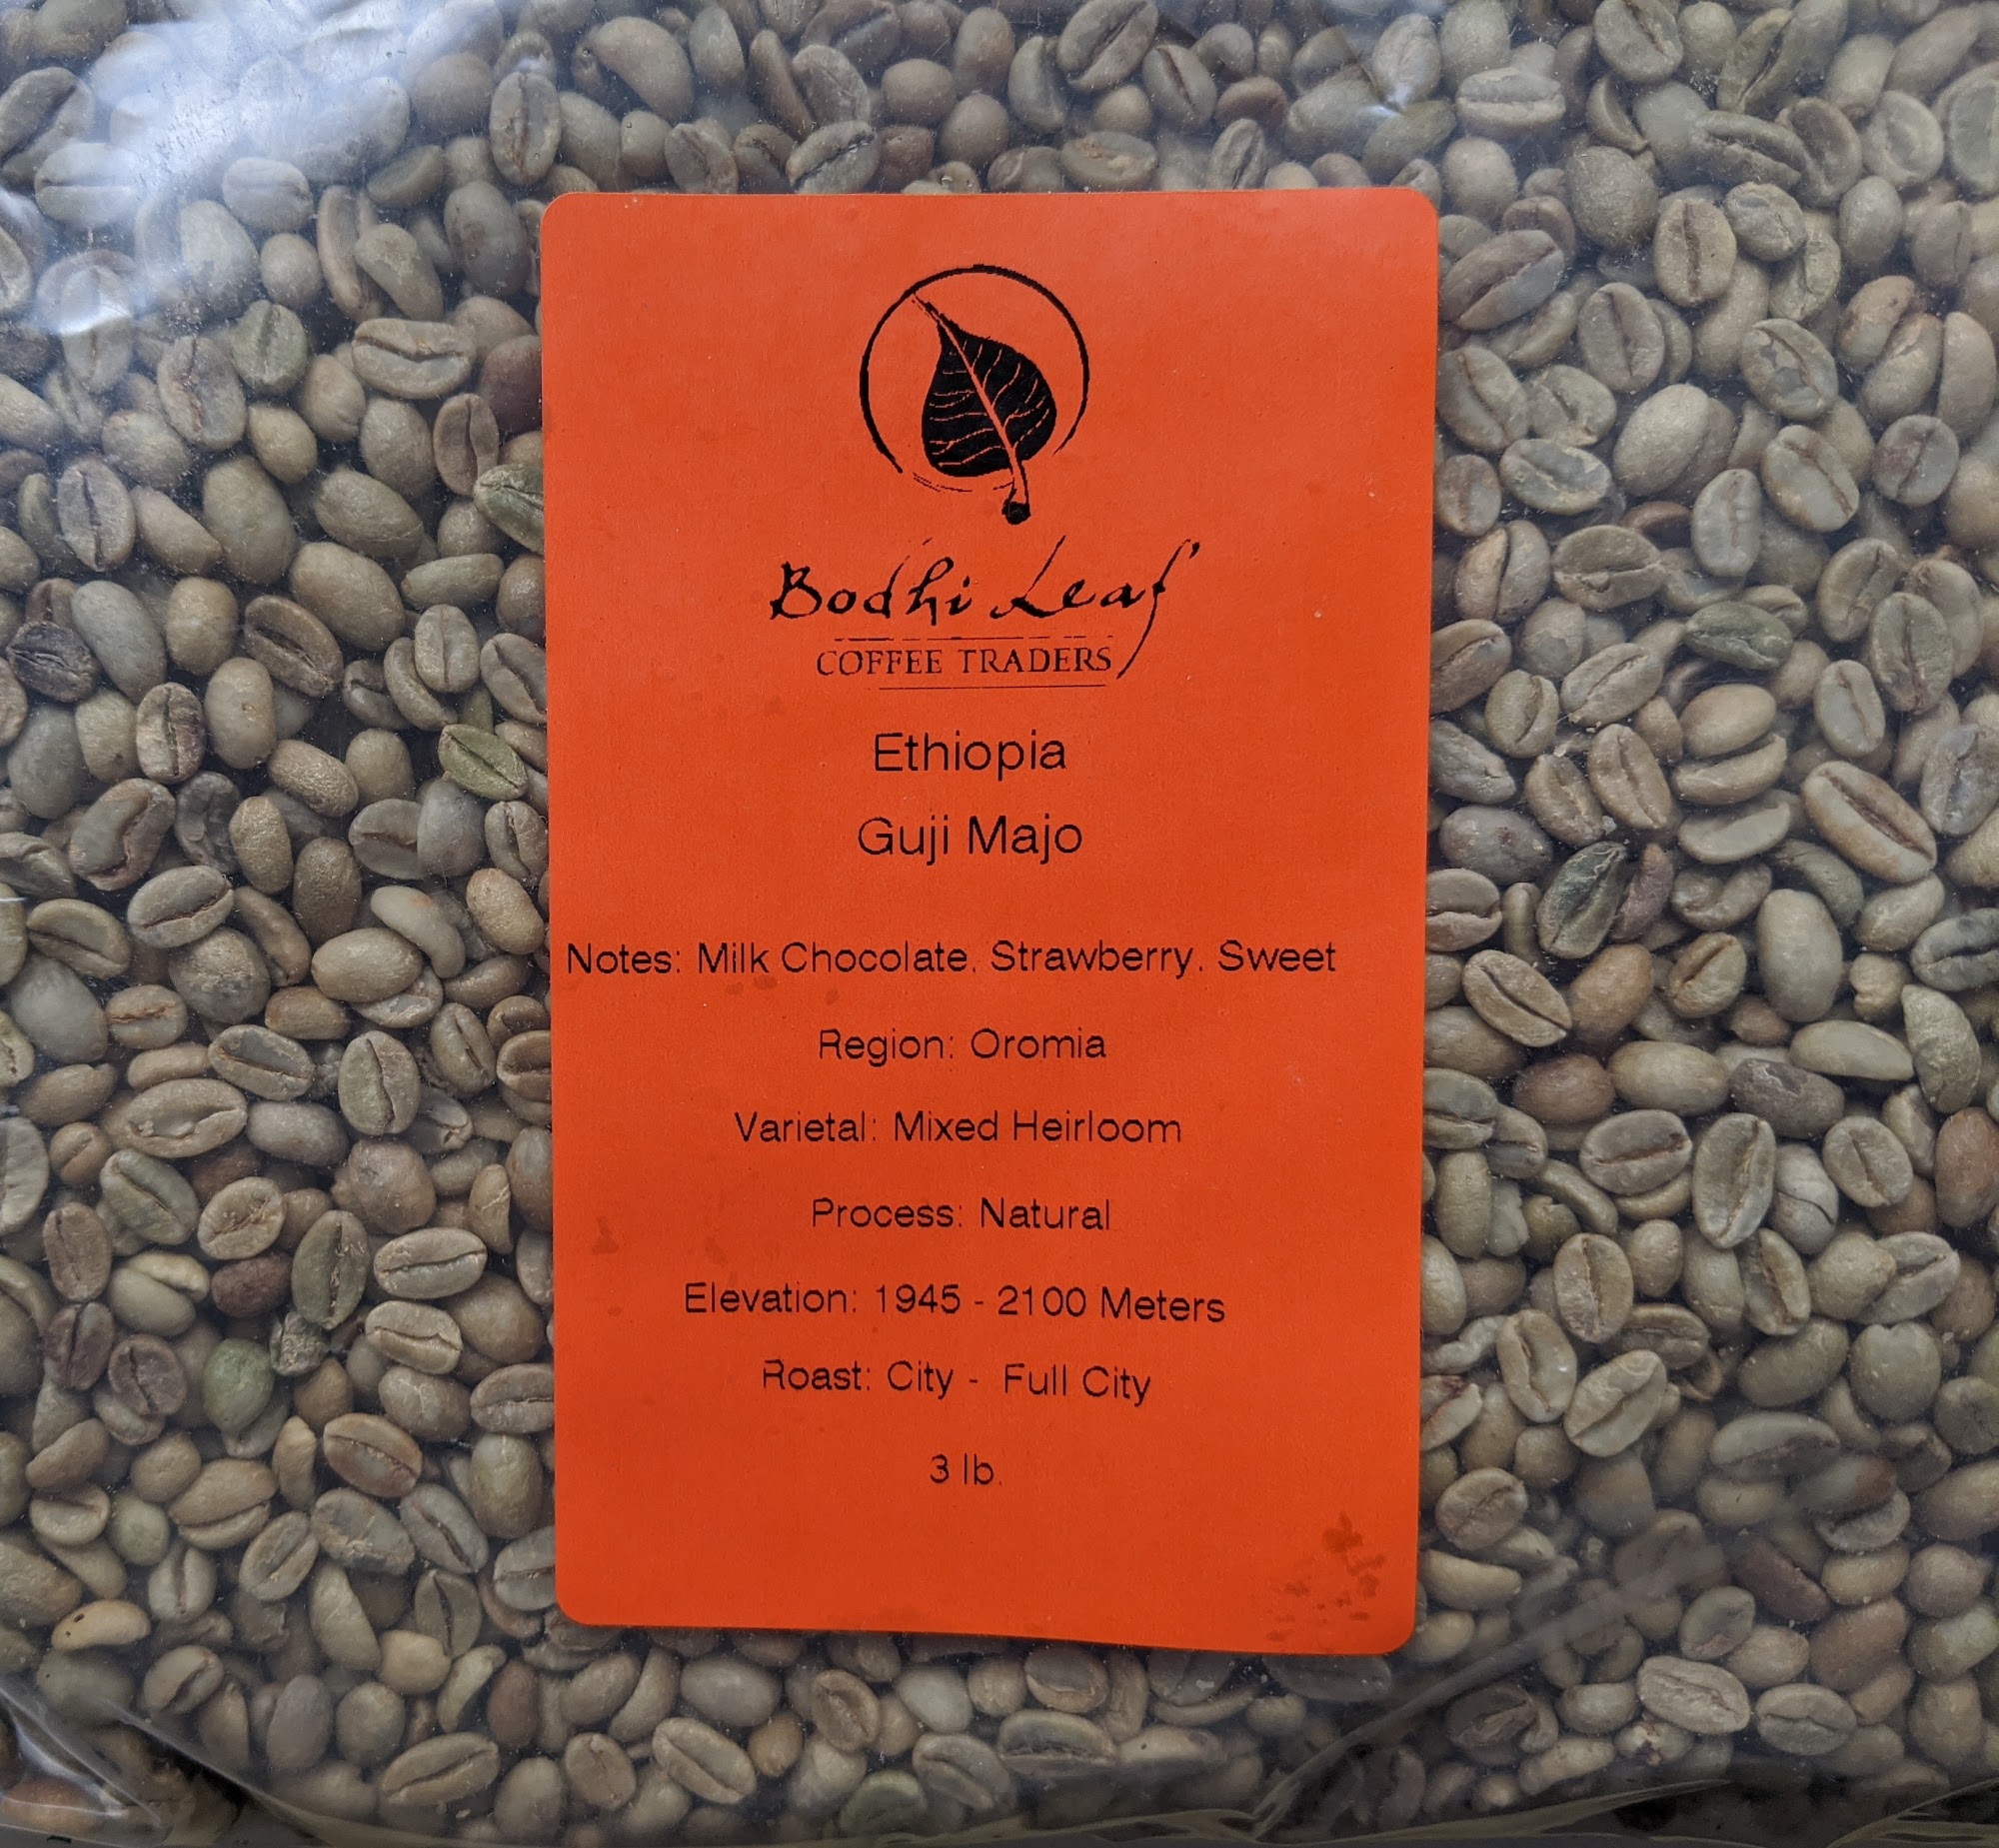 Bodhi Leaf
COFFEE TRADERS
Ethiopia
Guji Majo
Notes: Milk Chocolate, Strawberry, Sweet
Region: Oromia
Varietal: Mixed Heirloom
Process: Natural
Elevation: 1945 - 2100 Meters
Roast: City - Full City
3 lb.